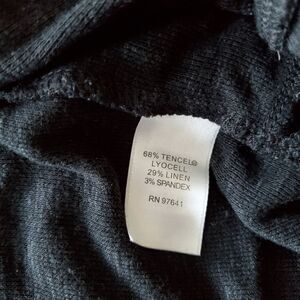 68% TENCEL®
LYOCELL
29% LINEN
3% SPANDEX
RN 97641